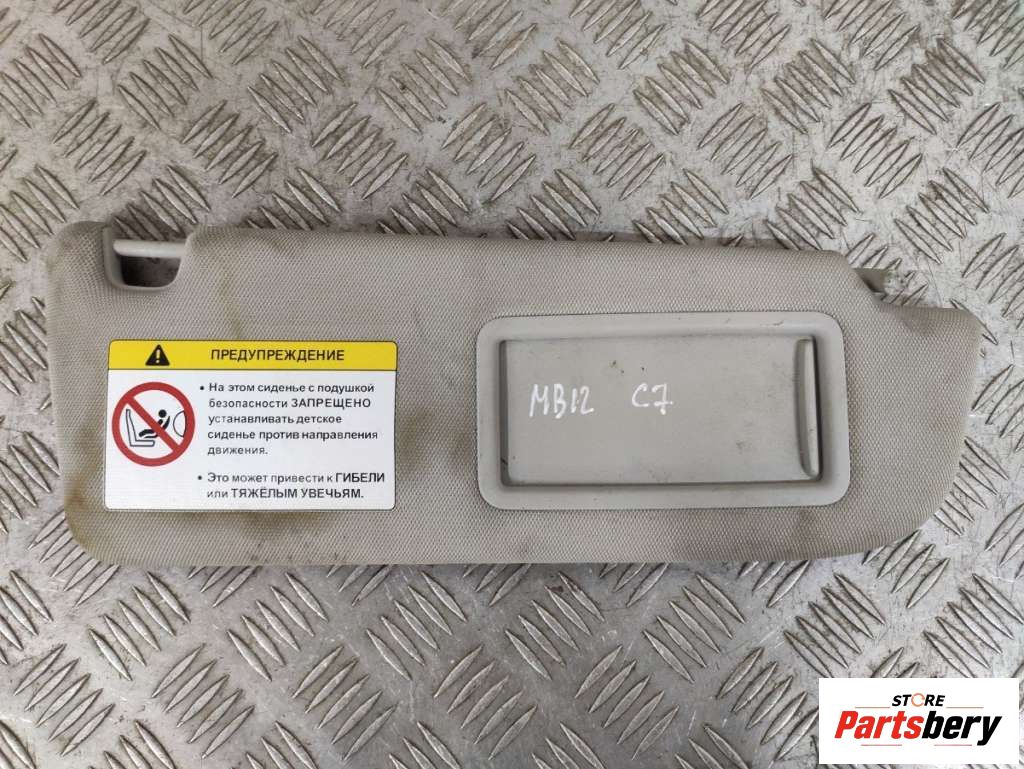 ПРЕДУПРЕЖДЕНИЕ
• На этом сиденье с подушкой
безопасности ЗАПРЕЩЕНО
устанавливать детское
сиденье против направления
движения.
• Это может привести к ГИБЕЛИ
или ТЯЖЁЛЫМ УВЕЧЬЯМ.
MB12 C7
STORE
Partsbery